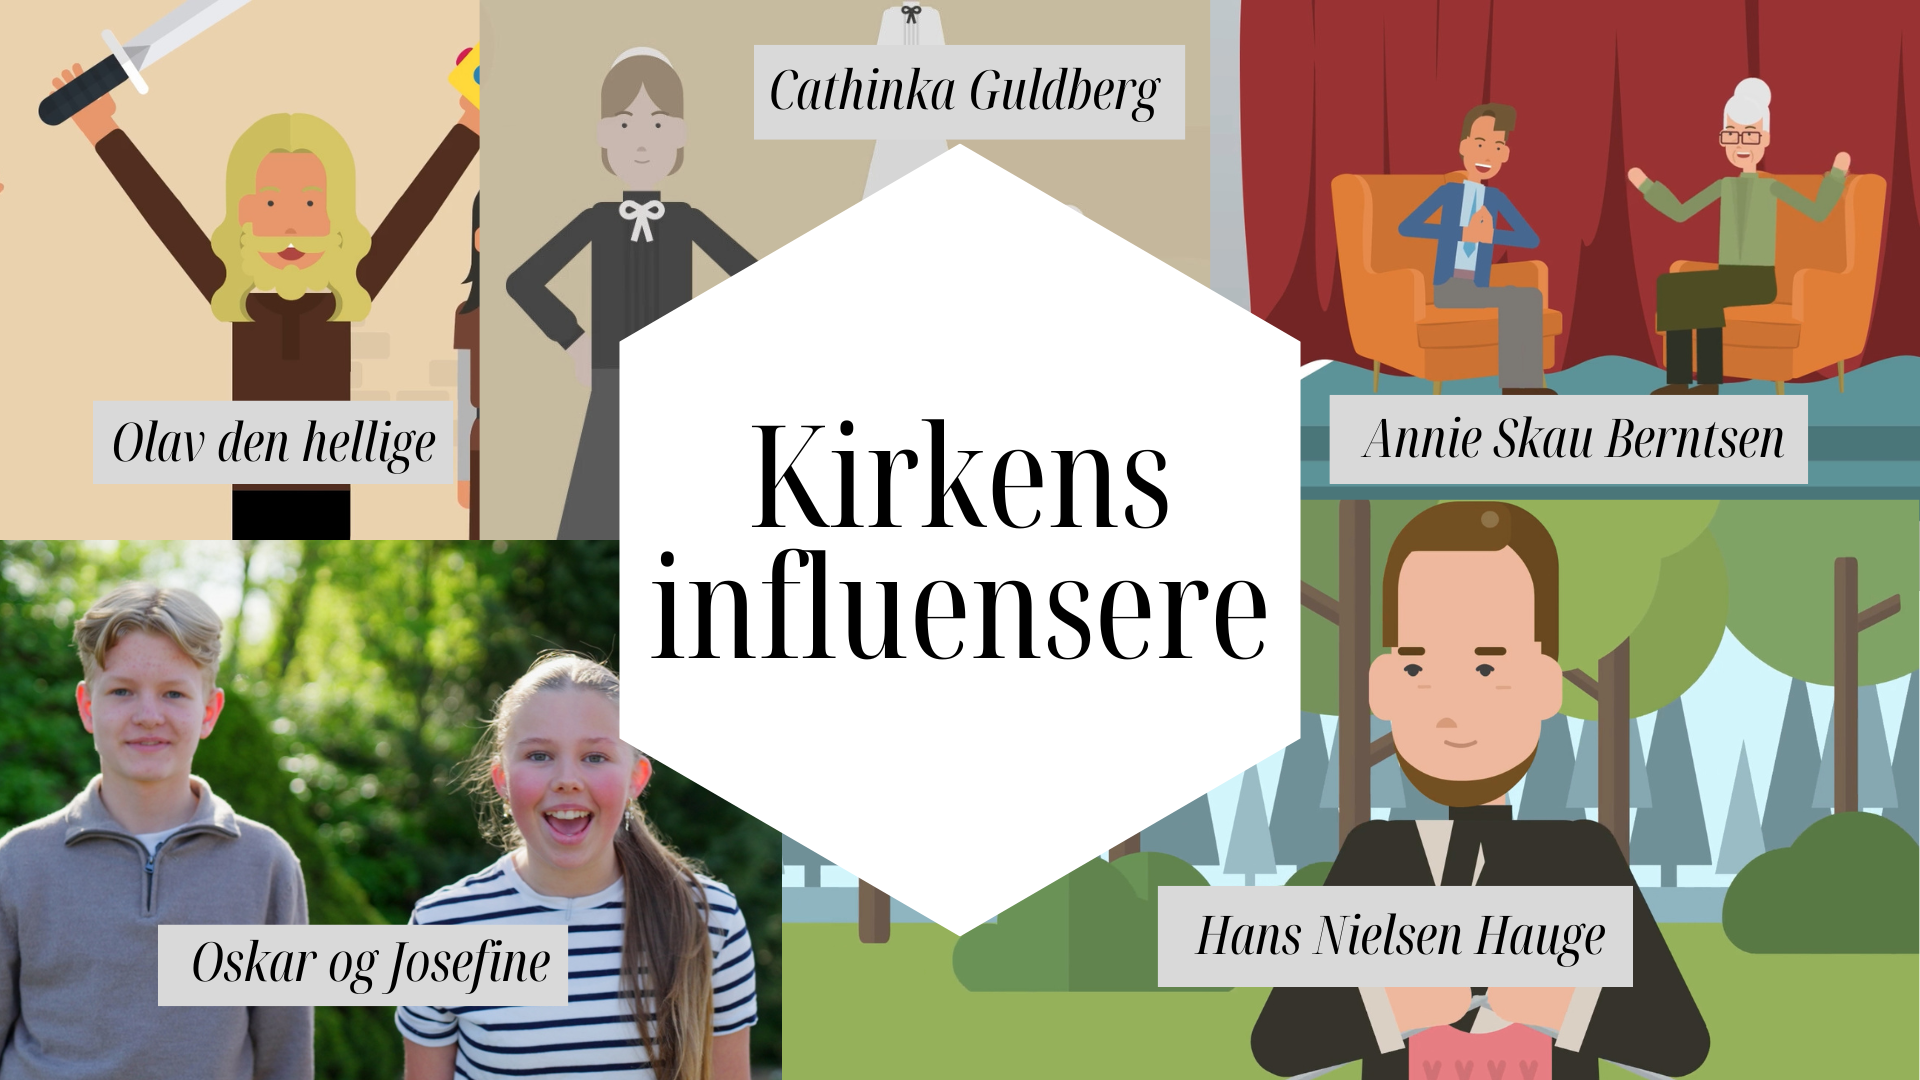 Cathinka Guldberg
Olav den hellige
Annie Skau Berntsen
Kirkens
influensere
Oskar og Josefine
Hans Nielsen Hauge